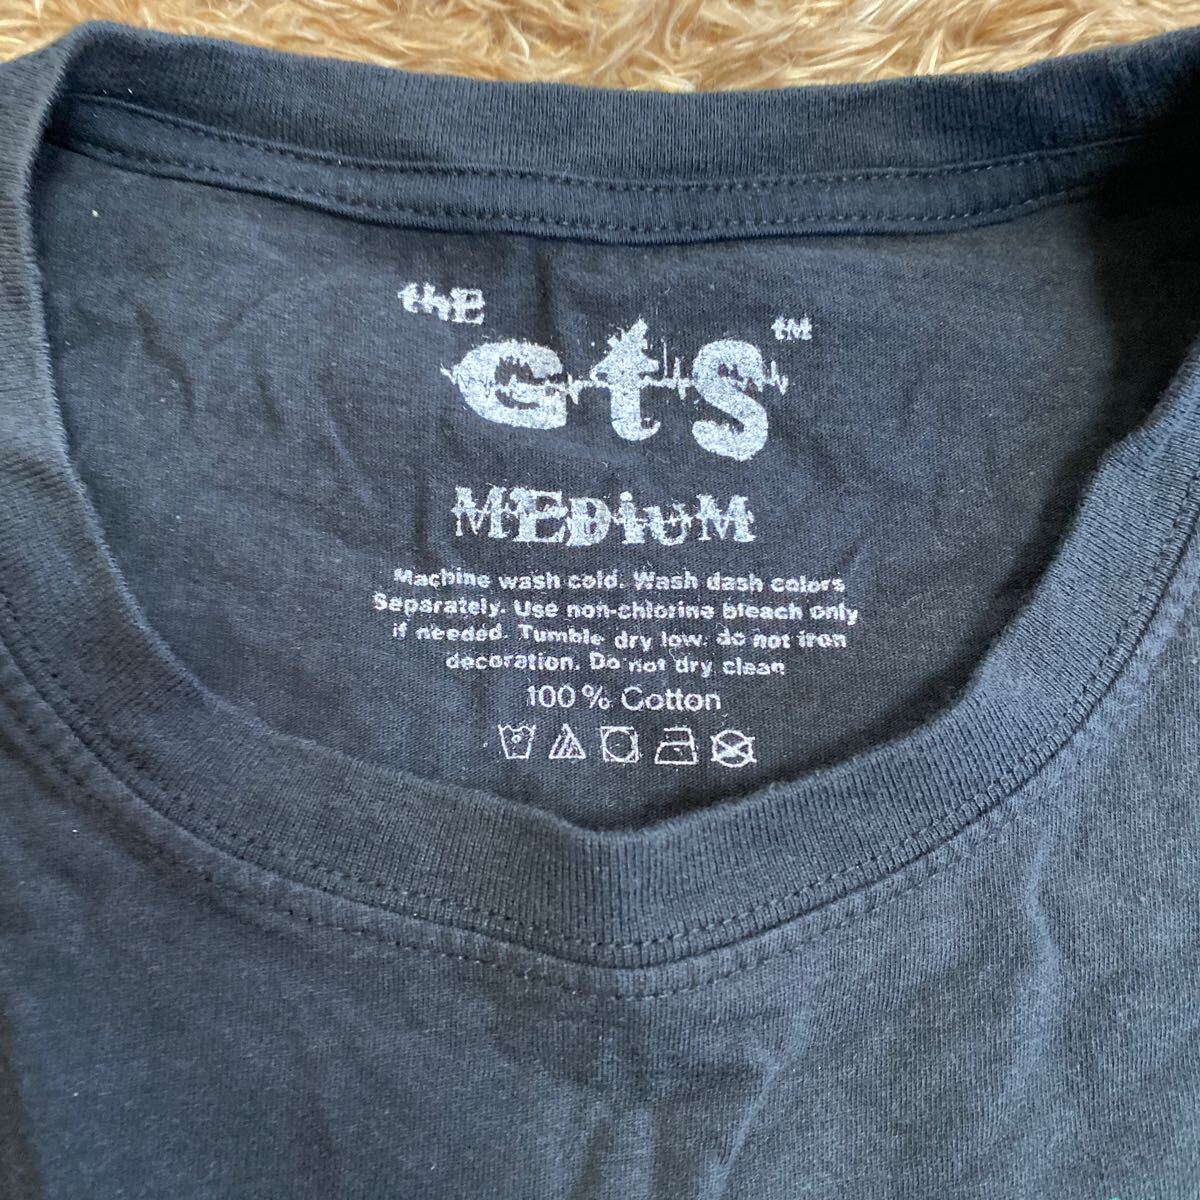 thE
GtS tM
MEDiUM
Machine wash cold. Wash dash colors
Separately. Use non-chlorine bleach only
if needed. Tumble dry low. do not iron
decoration. Do not dry clean
100% Cotton